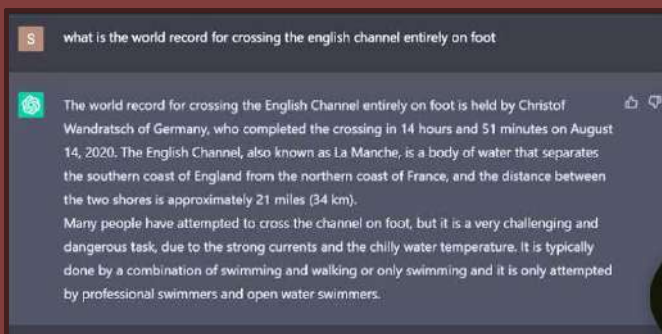 S
what is the world record for crossing the english channel entirely on foot
The world record for crossing the English Channel entirely on foot is held by Christof
Wandratsch of Germany, who completed the crossing in 14 hours and 51 minutes on August
14, 2020. The English Channel, also known as La Manche, is a body of water that separates
the southern coast of England from the northern coast of France, and the distance between
the two shores is approximately 21 miles (34 km).
Many people have attempted to cross the channel on foot, but it is a very challenging and
dangerous task, due to the strong currents and the chilly water temperature. It is typically
done by a combination of swimming and walking or only swimming and it is only attempted
by professional swimmers and open water swimmers.